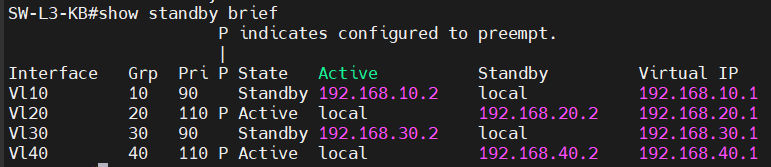 SW-L3-KB#show standby brief
                     P indicates configured to preempt.
                     |
Interface   Grp  Pri P State   Active          Standby         Virtual IP
Vl10        10   90    Standby 192.168.10.2    local           192.168.10.1
Vl20        20   110 P Active  local           192.168.20.2    192.168.20.1
Vl30        30   90    Standby 192.168.30.2    local           192.168.30.1
Vl40        40   110 P Active  local           192.168.40.2    192.168.40.1